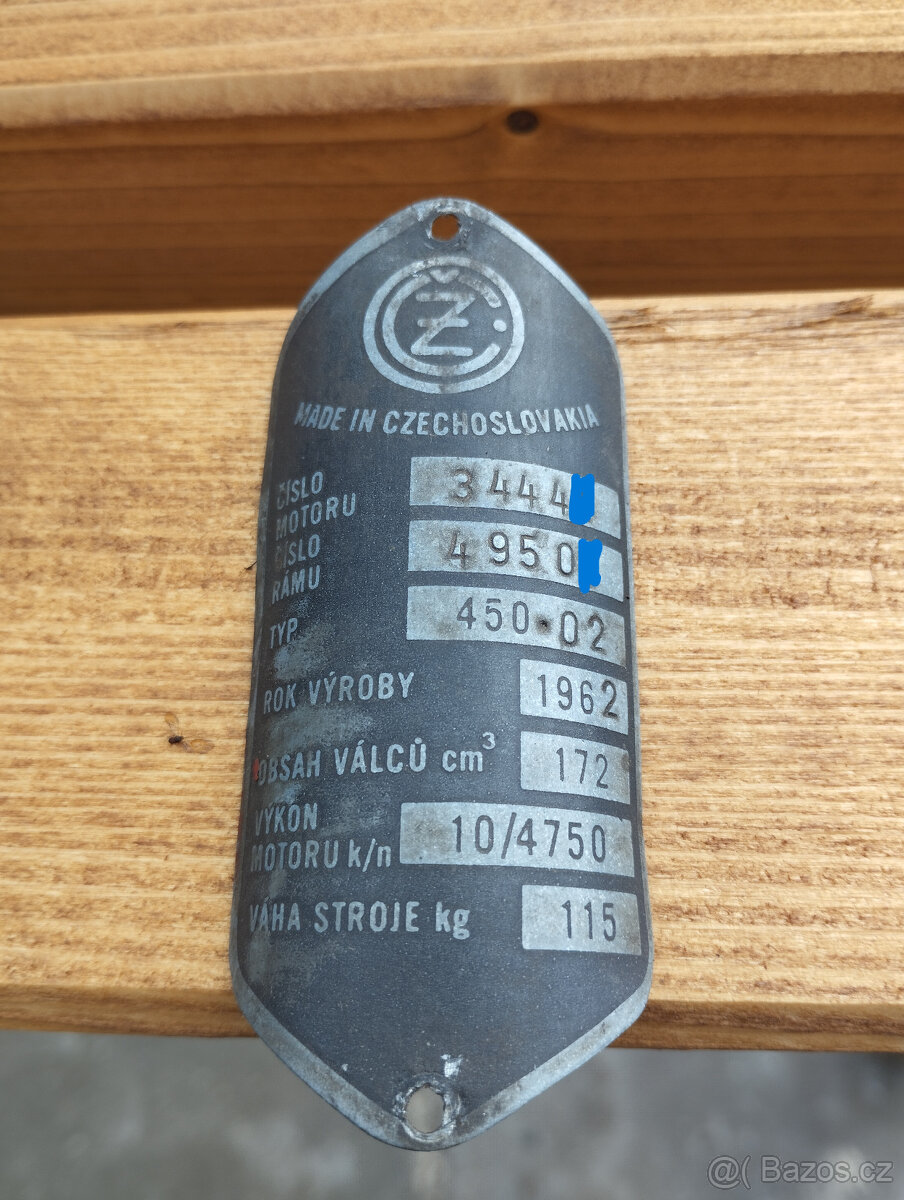 ČZ
MADE IN CZECHOSLOVAKIA
ČÍSLO MOTORU 3444
ČÍSLO RÁMU 4950
TYP 450·02
ROK VÝROBY 1962
OBSAH VÁLCŮ cm³ 172
VÝKON MOTORU k/n 10/4750
VÁHA STROJE kg 115
@( Bazos.cz